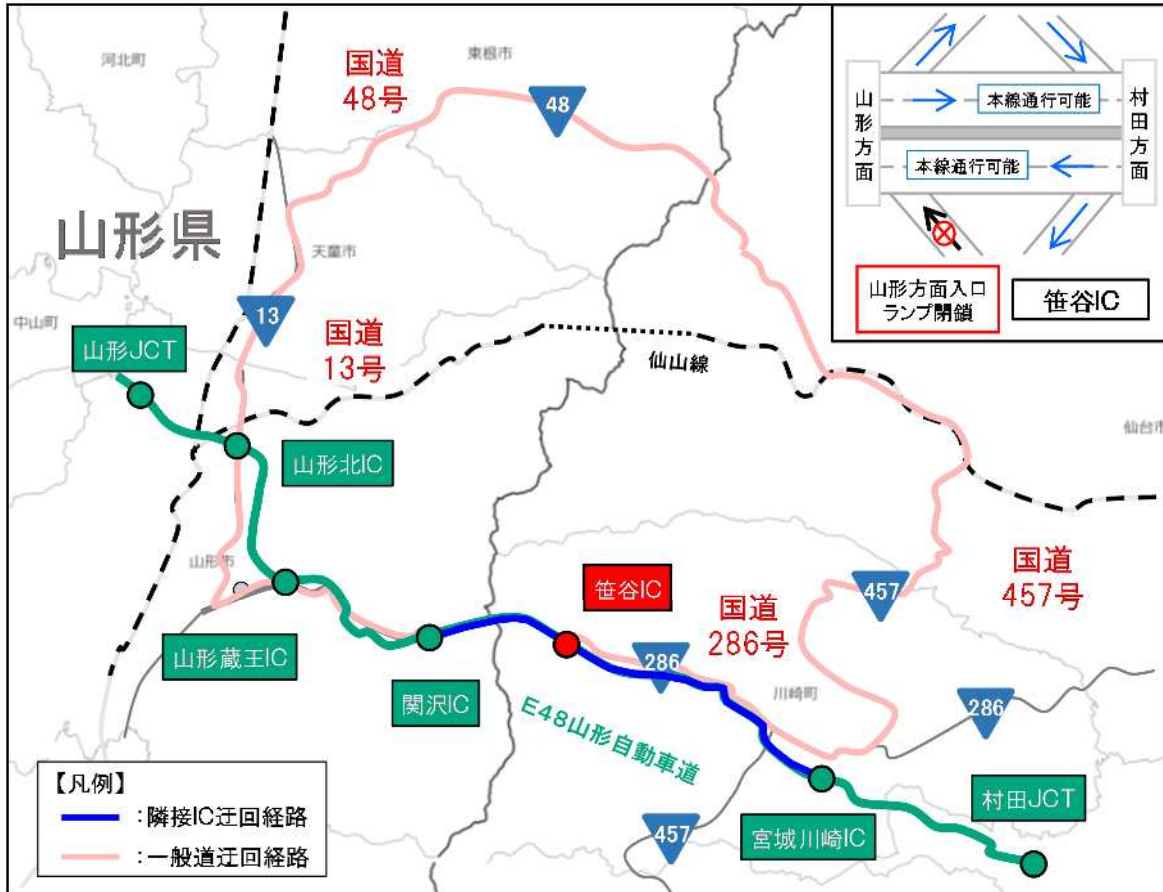 河北町
東根市
国道
48号
48
山形県
天童市
中山町
13
国道
13号
山形JCT
仙山線
仙台市
山形北IC
山形市
笹谷IC
国道
286号
457
国道
457号
山形蔵王IC
関沢IC
286
川崎町
286
E48山形自動車道
457
宮城川崎IC
村田JCT
【凡例】
:隣接IC迂回経路
:一般道迂回経路
山形方面
本線通行可能
村田方面
本線通行可能
山形方面入口
ランプ閉鎖
笹谷IC